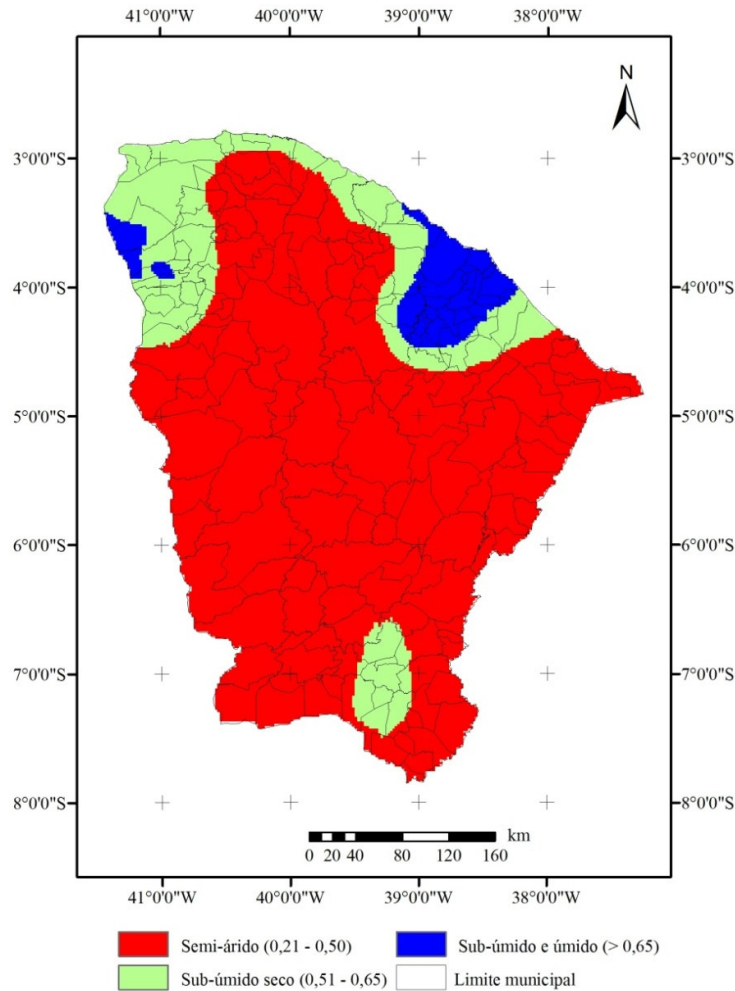 41°0'0"W 40°0'0"W 39°0'0"W 38°0'0"W
N
3°0'0"S 3°0'0"S
4°0'0"S 4°0'0"S
5°0'0"S 5°0'0"S
6°0'0"S 6°0'0"S
7°0'0"S 7°0'0"S
8°0'0"S 8°0'0"S
km
0 20 40 80 120 160
41°0'0"W 40°0'0"W 39°0'0"W 38°0'0"W
Semi-árido (0,21 - 0,50) Sub-úmido e úmido (> 0,65)
Sub-úmido seco (0,51 - 0,65) Limite municipal